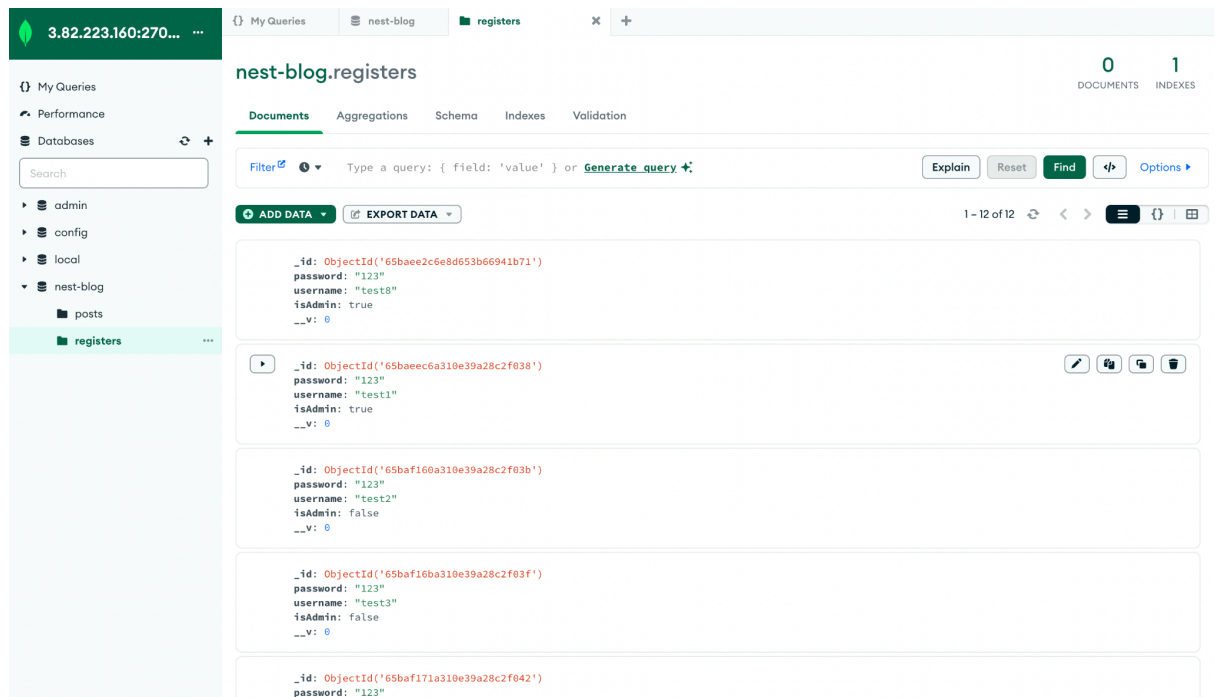 3.82.223.160:270... ...
{} My Queries
Performance
Databases
Search
admin
config
local
nest-blog
posts
registers
{} My Queries
nest-blog
registers
nest-blog.registers
0
DOCUMENTS
1
INDEXES
Documents Aggregations Schema Indexes Validation
Filter Type a query: { field: 'value' } or Generate query Explain Reset Find </> Options
ADD DATA EXPORT DATA 1 – 12 of 12 {}
_id: ObjectId('65baee2c6e8d653b66941b71')
password: "123"
username: "test8"
isAdmin: true
__v: 0
_id: ObjectId('65baeec6a310e39a28c2f038')
password: "123"
username: "test1"
isAdmin: true
__v: 0
_id: ObjectId('65baf160a310e39a28c2f03b')
password: "123"
username: "test2"
isAdmin: false
__v: 0
_id: ObjectId('65baf16ba310e39a28c2f03f')
password: "123"
username: "test3"
isAdmin: false
__v: 0
_id: ObjectId('65baf171a310e39a28c2f042')
password: "123"